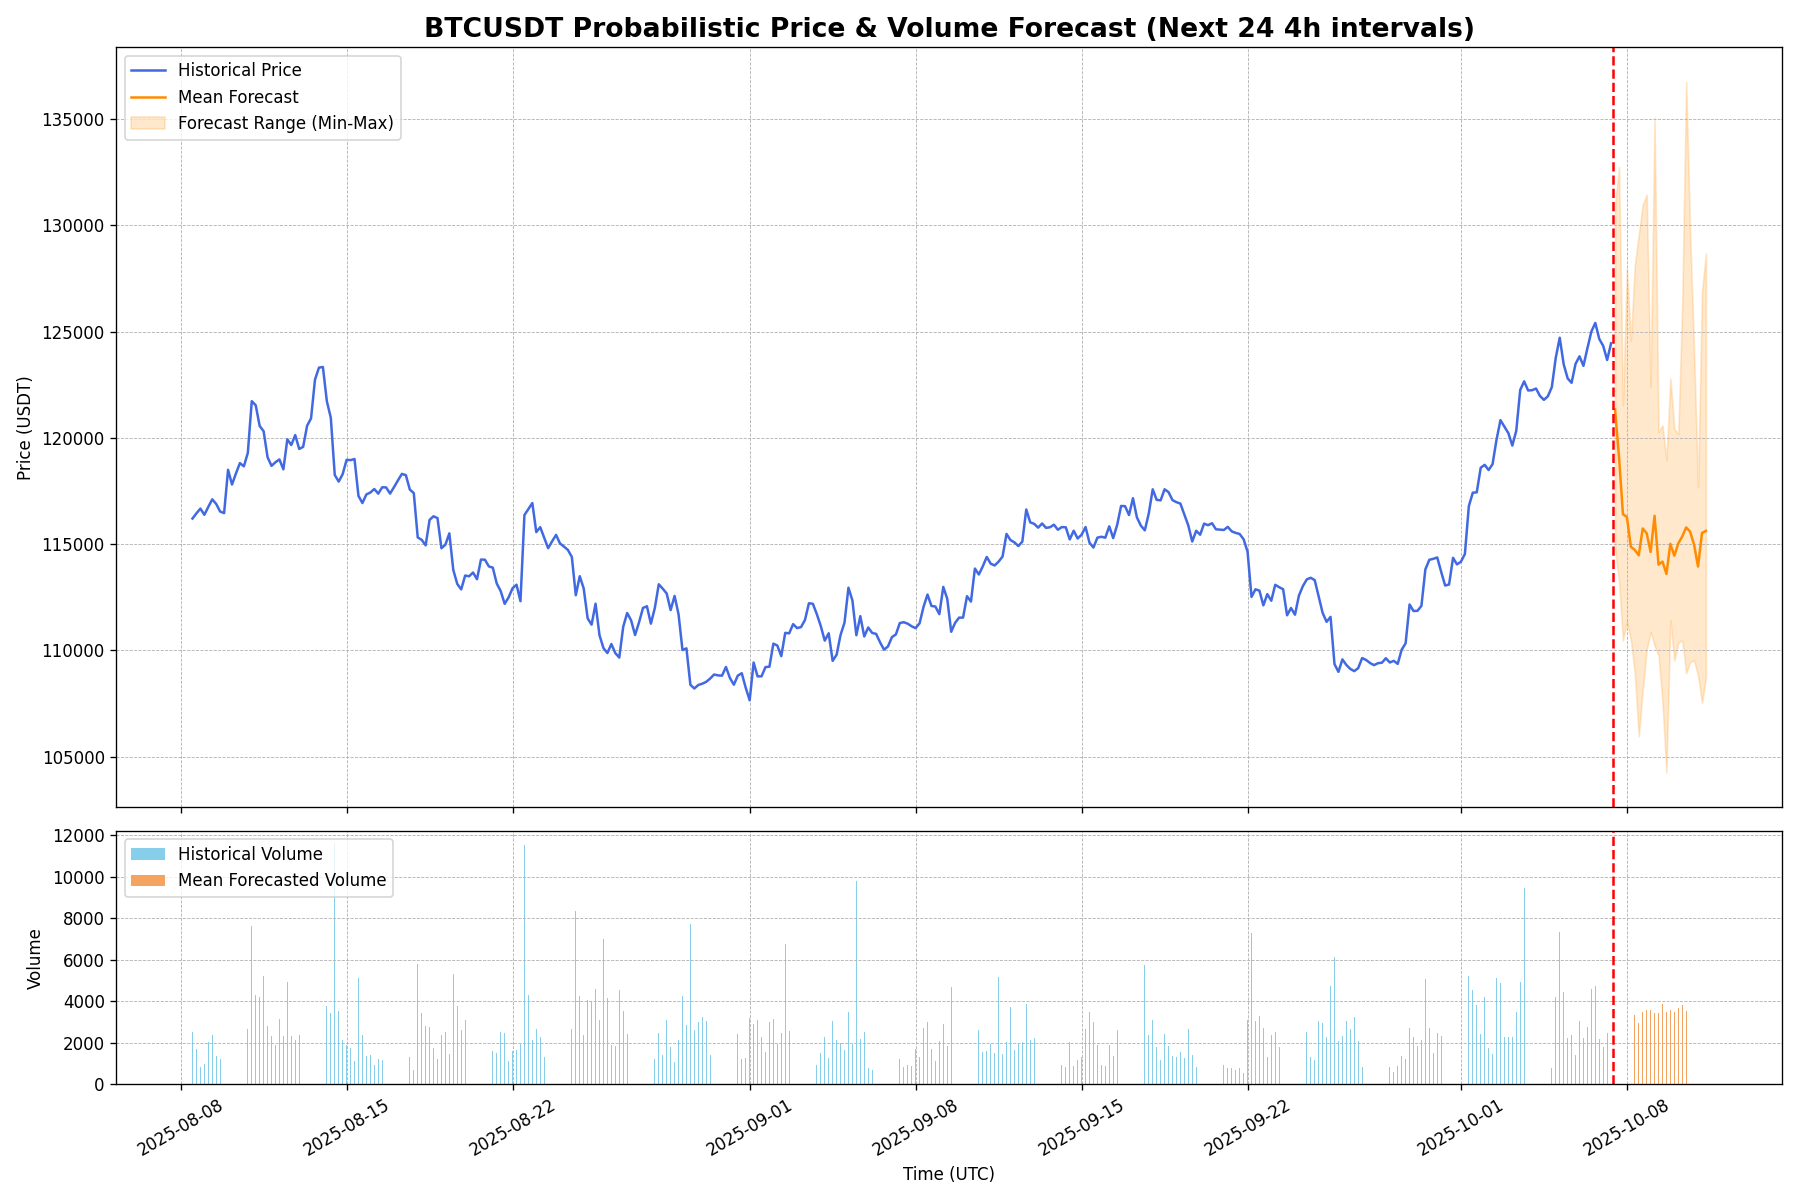 BTCUSDT Probabilistic Price & Volume Forecast (Next 24 4h intervals)
Historical Price
Mean Forecast
Forecast Range (Min-Max)
135000
130000
125000
120000
115000
110000
105000
Price (USDT)
12000
10000
8000
6000
4000
2000
0
Volume
Historical Volume
Mean Forecasted Volume
2025-08-08
2025-08-15
2025-08-22
2025-09-01
2025-09-08
2025-09-15
2025-09-22
2025-10-01
2025-10-08
Time (UTC)